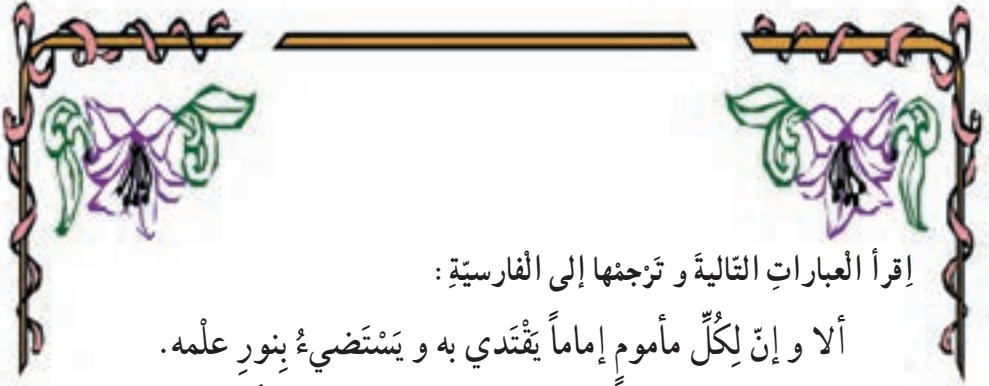 اِقرأ الْعباراتِ التّاليةَ و تَرْجمْها إلى الْفارسيّةِ :
ألا و إنّ لِكُلِّ مأمومٍ إماماً يَقْتَدي به و يَسْتَضيءُ بِنورِ علْمه .